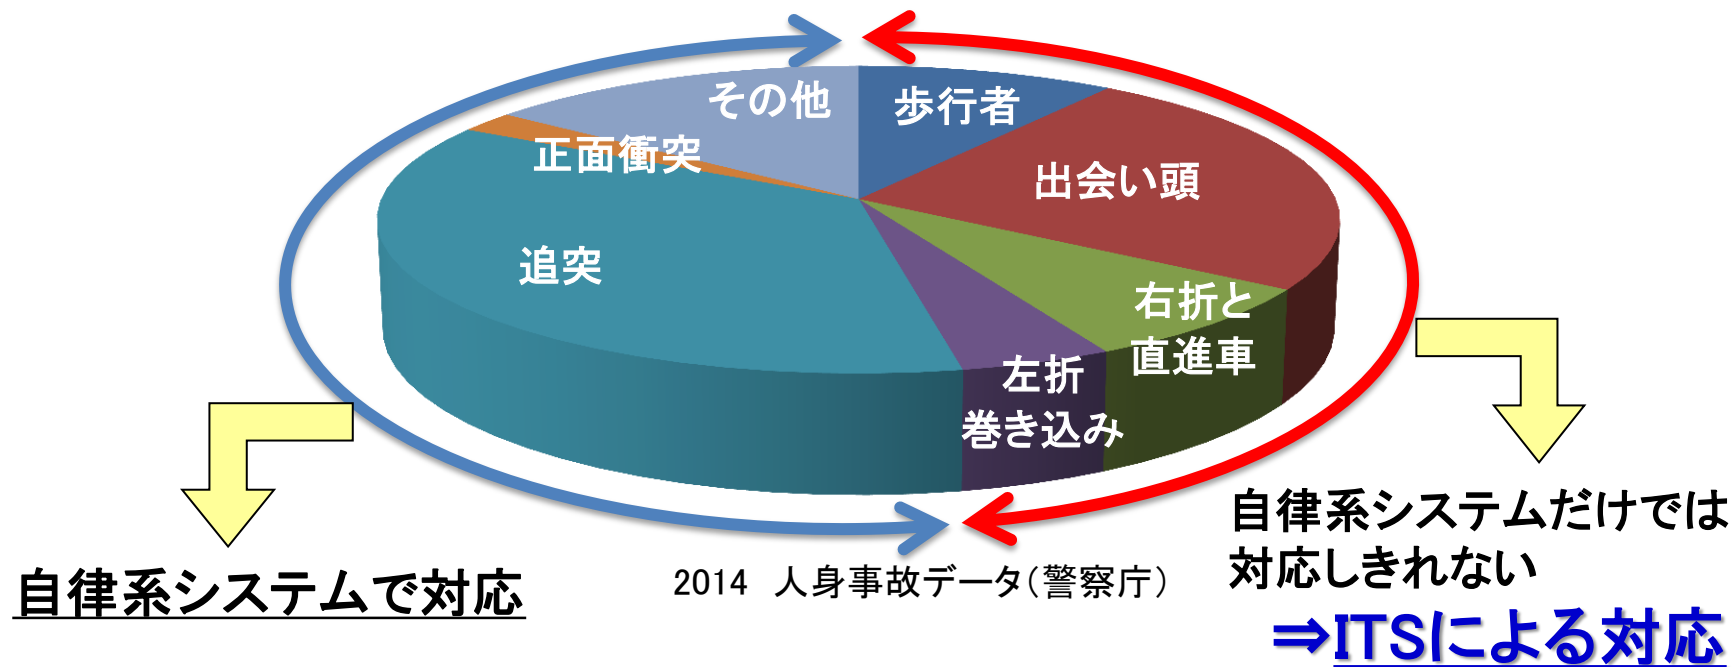 その他
歩行者
正面衝突
出会い頭
追突
右折と
直進車
左折
巻き込み
自律系システムで対応
2014 人身事故データ(警察庁)
自律系システムだけでは
対応しきれない
⇒ITSによる対応